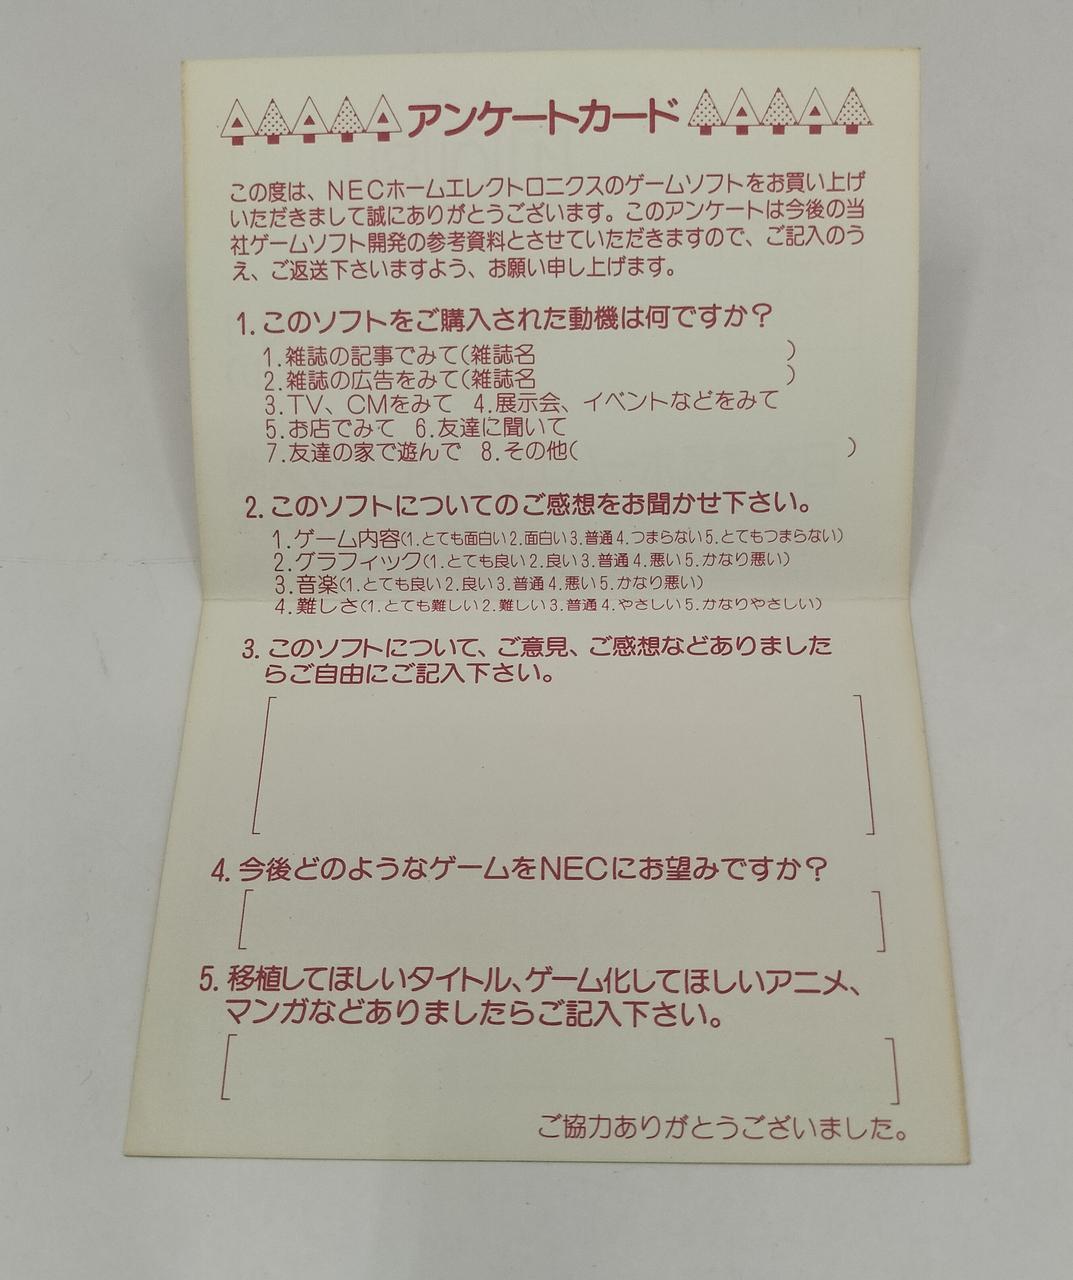 アンケートカード
この度は、NECホームエレクトロニクスのゲームソフトをお買い上げ
いただきまして誠にありがとうございます。このアンケートは今後の当
社ゲームソフト開発の参考資料とさせていただきますので、ご記入のう
え、ご返送下さいますよう、お願い申し上げます。
1.このソフトをご購入された動機は何ですか?
1.雑誌の記事でみて(雑誌名 )
2.雑誌の広告をみて(雑誌名 )
3.TV、CMをみて 4.展示会、イベントなどをみて
5.お店でみて 6.友達に聞いて
7.友達の家で遊んで 8.その他( )
2.このソフトについてのご感想をお聞かせ下さい。
1.ゲーム内容(1.とても面白い2.面白い3.普通4.つまらない5.とてもつまらない)
2.グラフィック(1.とても良い2.良い3.普通4.悪い5.かなり悪い)
3.音楽(1.とても良い2.良い3.普通4.悪い5.かなり悪い)
4.難しさ(1.とても難しい2.難しい3.普通4.やさしい5.かなりやさしい)
3.このソフトについて、ご意見、ご感想などありました
らご自由にご記入下さい。
4.今後どのようなゲームをNECにお望みですか?
5.移植してほしいタイトル、ゲーム化してほしいアニメ、
マンガなどありましたらご記入下さい。
ご協力ありがとうございました。